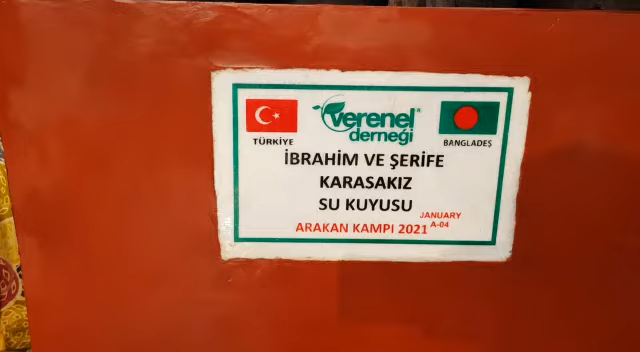 verenel
derneği
TÜRKİYE
BANGLADEŞ
İBRAHİM VE ŞERİFE
KARASAKIZ
SU KUYUSU
JANUARY
ARAKAN KAMPI 2021 A-04